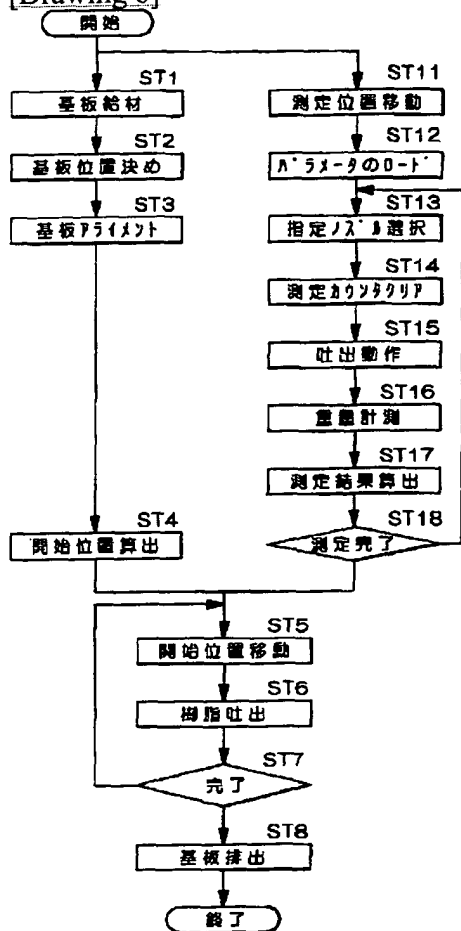 [Drawing 6]
開始
ST1
基板給材
ST2
基板位置決め
ST3
基板アライメント
ST4
開始位置算出
ST11
測定位置移動
ST12
パラメータのロード
ST13
指定ノズル選択
ST14
測定カウンタクリア
ST15
吐出動作
ST16
重量計測
ST17
測定結果算出
ST18
測定完了
ST5
開始位置移動
ST6
樹脂吐出
ST7
完了
ST8
基板排出
終了